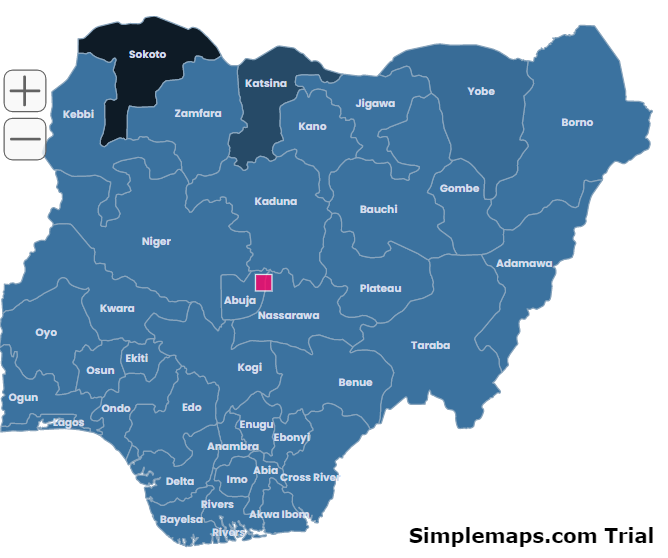 Sokoto
Katsina
Yobe
Jigawa
Kebbi
Zamfara
Kano
Borno
Gombe
Kaduna
Bauchi
Niger
Adamawa
Plateau
Abuja
Kwara
Nassarawa
Oyo
Taraba
Ekiti
Osun
Kogi
Benue
Ogun
Ondo
Edo
Lagos
Enugu
Ebonyi
Anambra
Abia
Delta
Imo
Cross River
Rivers
Akwa Ibom
Bayelsa
Rivers
Simplemaps.com Trial